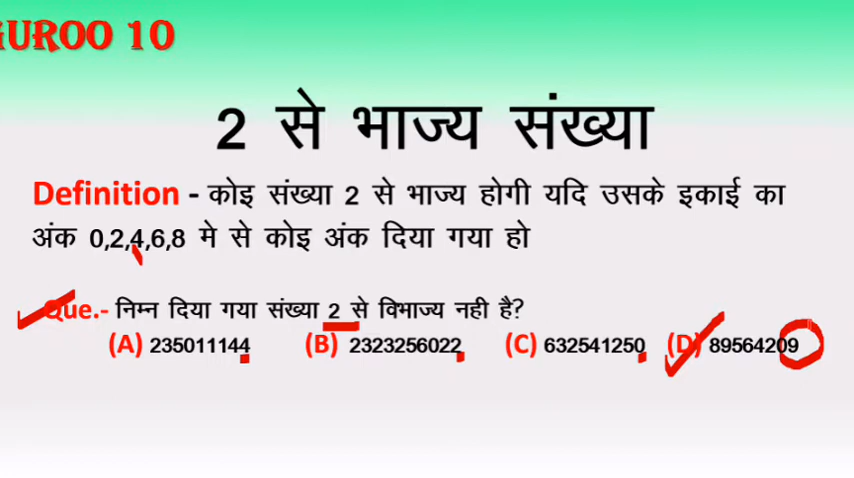 GUROO 10
2 से भाज्य संख्या
Definition - कोइ संख्या 2 से भाज्य होगी यदि उसके इकाई का
अंक 0,2,4,6,8 मे से कोइ अंक दिया गया हो
Que.- निम्न दिया गया संख्या 2 से विभाज्य नही है?
(A) 235011144 (B) 2323256022 (C) 632541250 (D) 89564209